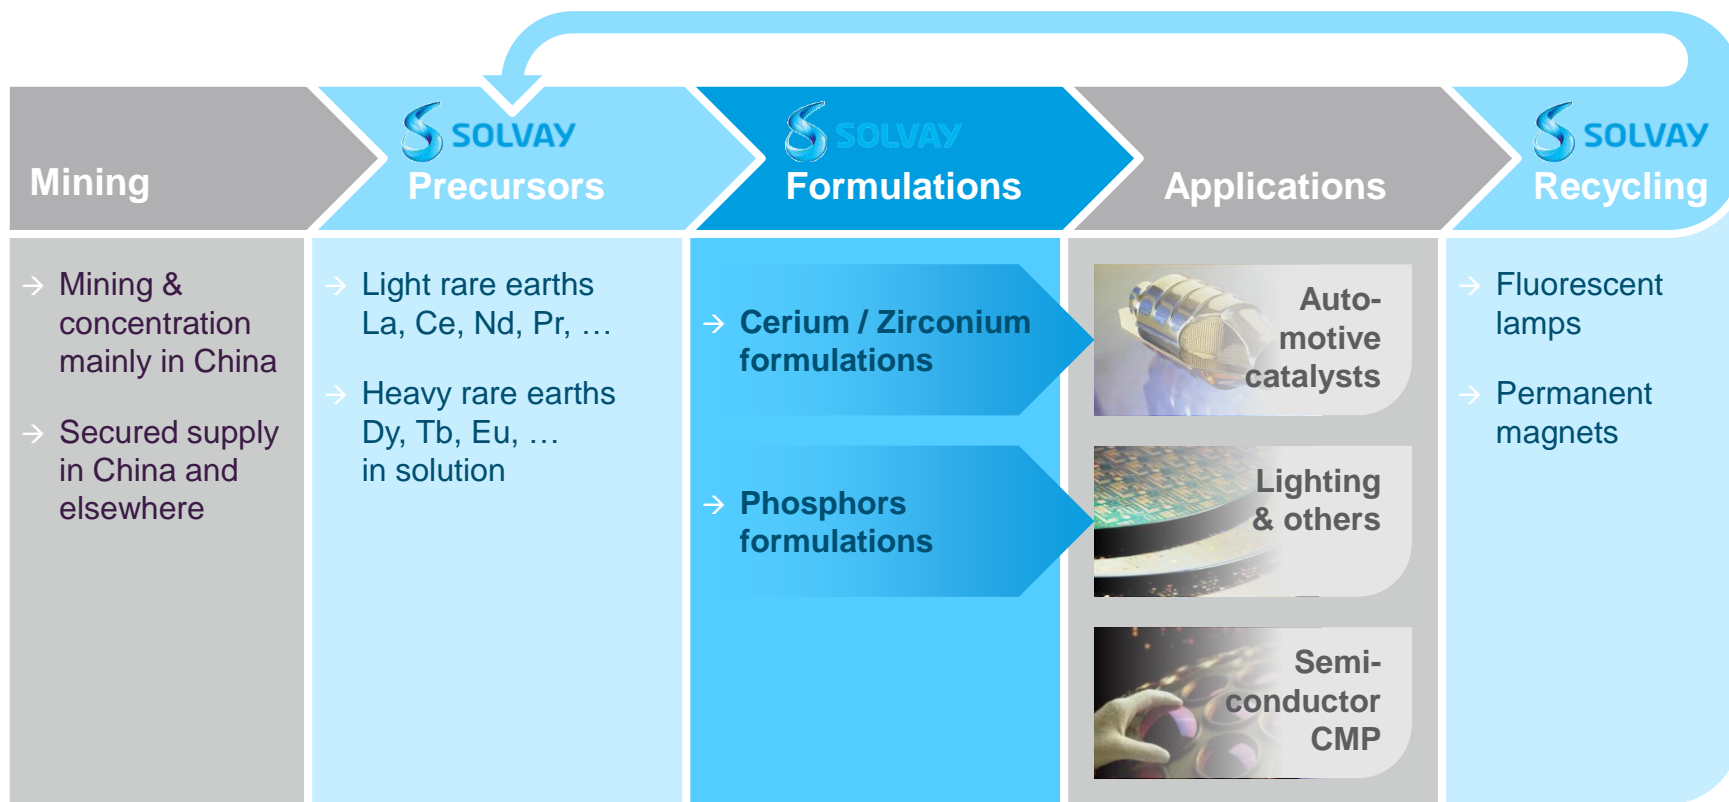 Mining
SOLVAY
Precursors
SOLVAY
Formulations
Applications
SOLVAY
Recycling
→ Mining &
concentration
mainly in China
→ Secured supply
in China and
elsewhere
→ Light rare earths
La, Ce, Nd, Pr, …
→ Heavy rare earths
Dy, Tb, Eu, …
in solution
→ Cerium / Zirconium
formulations
→ Phosphors
formulations
Auto-
motive
catalysts
Lighting
& others
Semi-
conductor
CMP
→ Fluorescent
lamps
→ Permanent
magnets